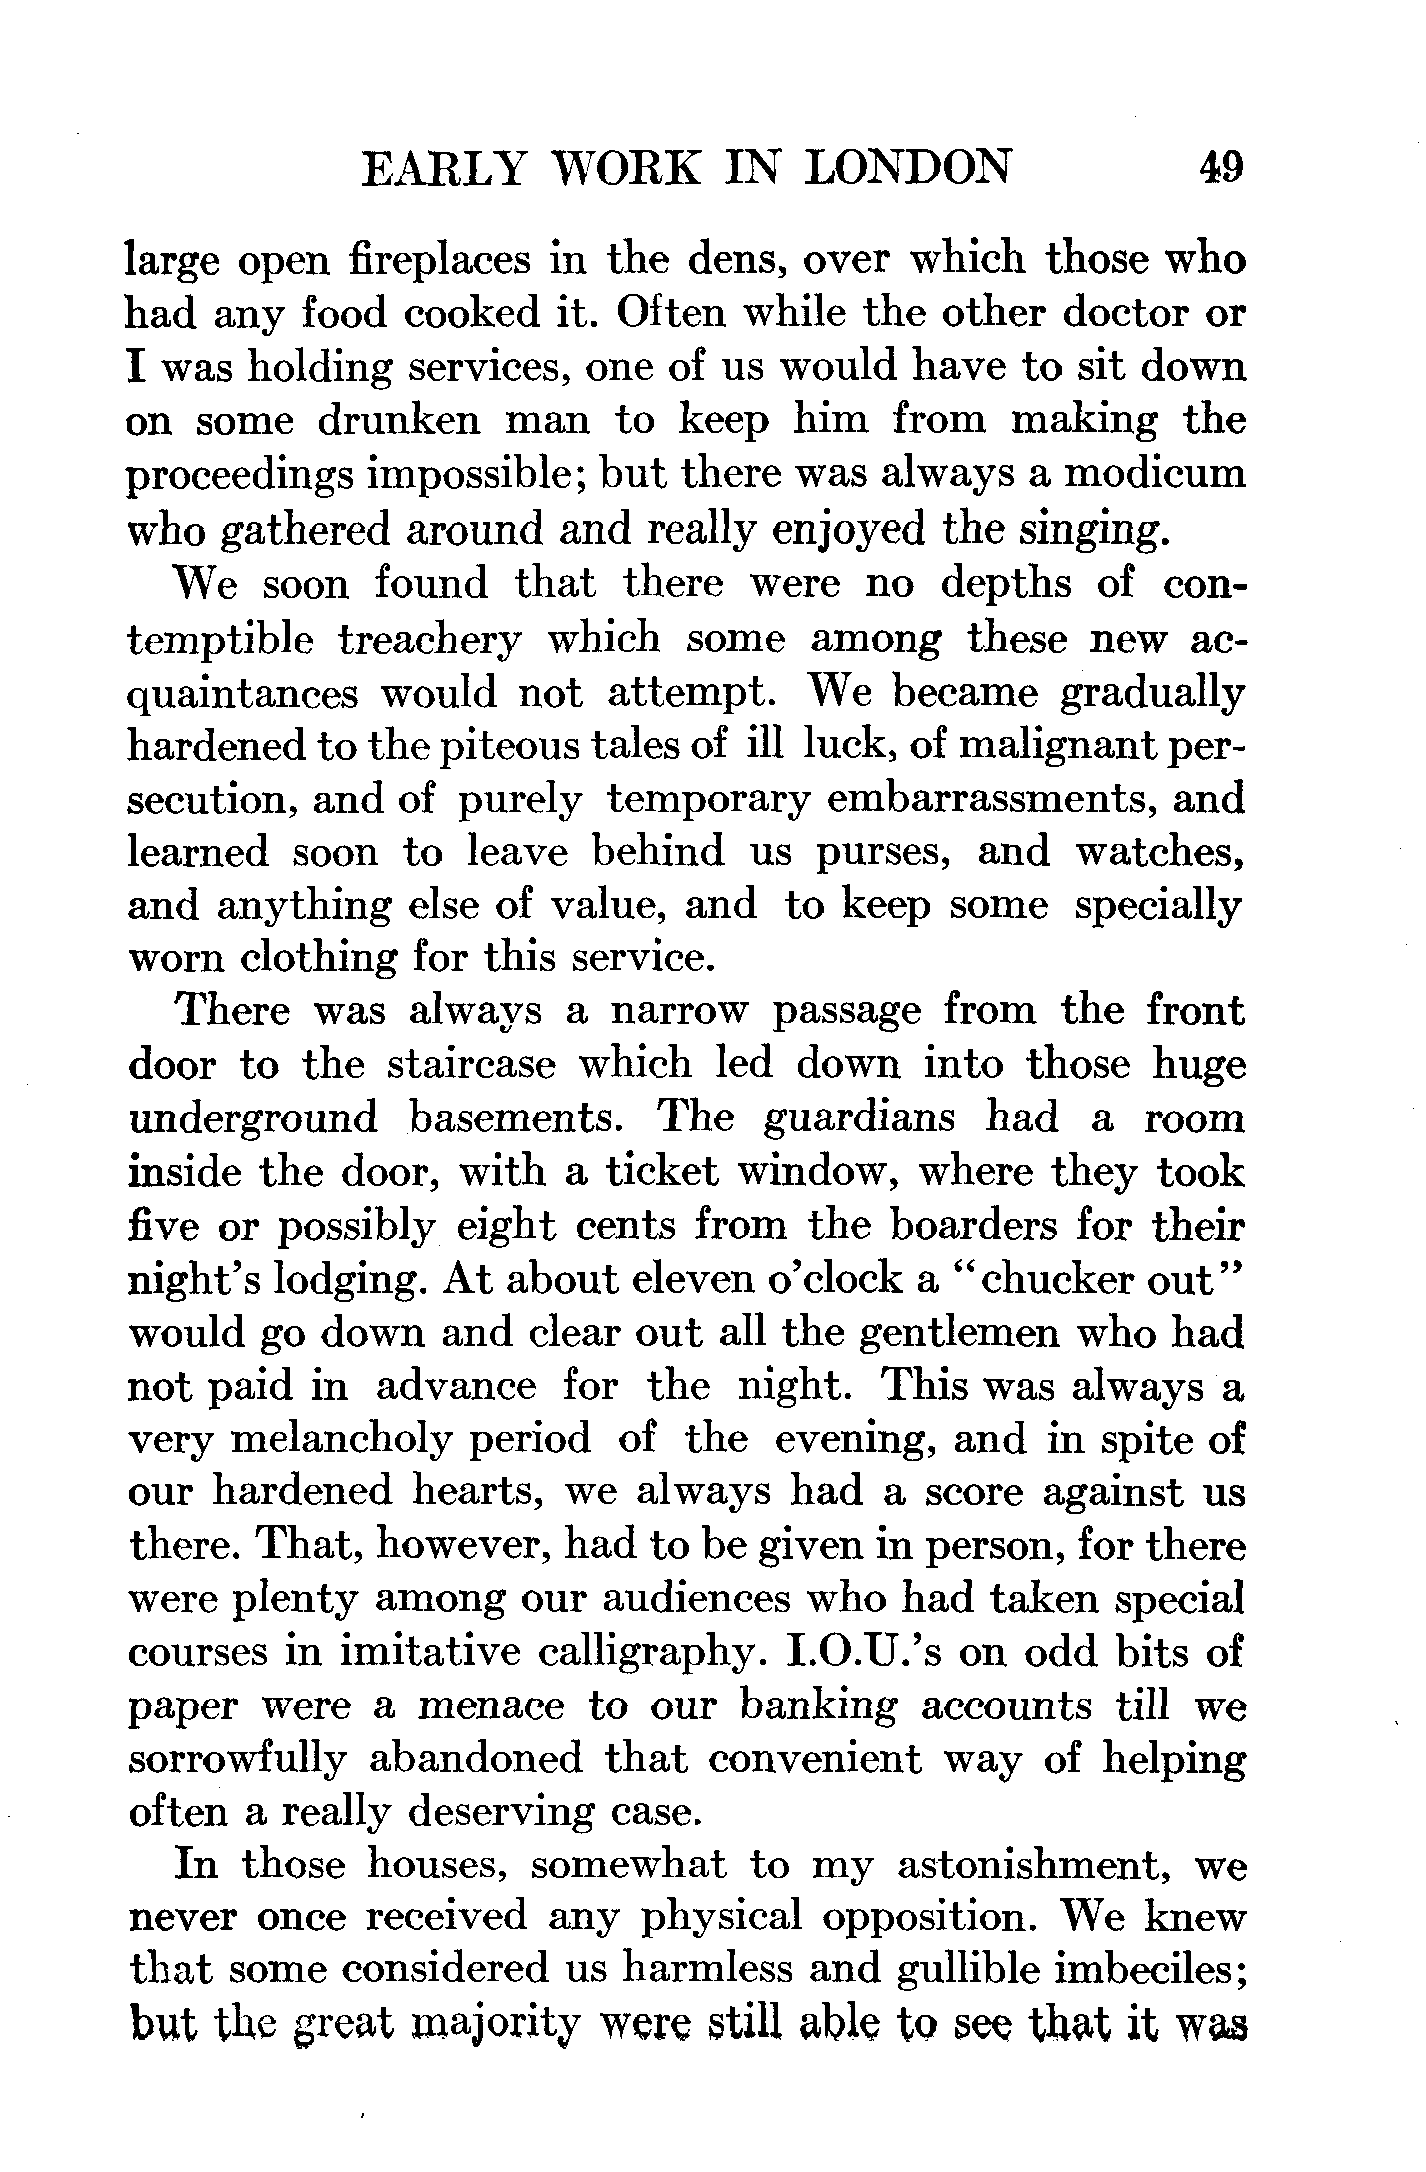 EARLY WORK IN LONDON 49
large open fireplaces in the dens, over which those who
had any food cooked it. Often while the other doctor or
I was holding services, one of us would have to sit down
on some drunken man to keep him from making the
proceedings impossible; but there was always a modicum
who gathered around and really enjoyed the singing.
We soon found that there were no depths of con-
temptible treachery which some among these new ac-
quaintances would not attempt. We became gradually
hardened to the piteous tales of ill luck, of malignant per-
secution, and of purely temporary embarrassments, and
learned soon to leave behind us purses, and watches,
and anything else of value, and to keep some specially
worn clothing for this service.
There was always a narrow passage from the front
door to the staircase which led down into those huge
underground basements. The guardians had a room
inside the door, with a ticket window, where they took
five or possibly eight cents from the boarders for their
night's lodging. At about eleven o'clock a "chucker out"
would go down and clear out all the gentlemen who had
not paid in advance for the night. This was always a
very melancholy period of the evening, and in spite of
our hardened hearts, we always had a score against us
there. That, however, had to be given in person, for there
were plenty among our audiences who had taken special
courses in imitative calligraphy. I.O.U.'s on odd bits of
paper were a menace to our banking accounts till we
sorrowfully abandoned that convenient way of helping
often a really deserving case.
In those houses, somewhat to my astonishment, we
never once received any physical opposition. We knew
that some considered us harmless and gullible imbeciles;
but the great majority were still able to see that it was